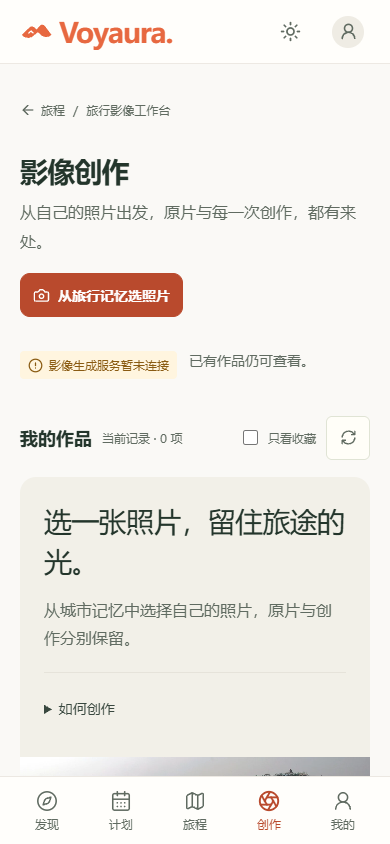 Voyaura.
旅程 / 旅行影像工作台
影像创作
从自己的照片出发，原片与每一次创作，都有来
处。
从旅行记忆选照片
影像生成服务暂未连接 已有作品仍可查看。
我的作品 当前记录 · 0 项 只看收藏
选一张照片，留住旅途的
光。
从城市记忆中选择自己的照片，原片与创
作分别保留。
如何创作
发现 计划 旅程 创作 我的